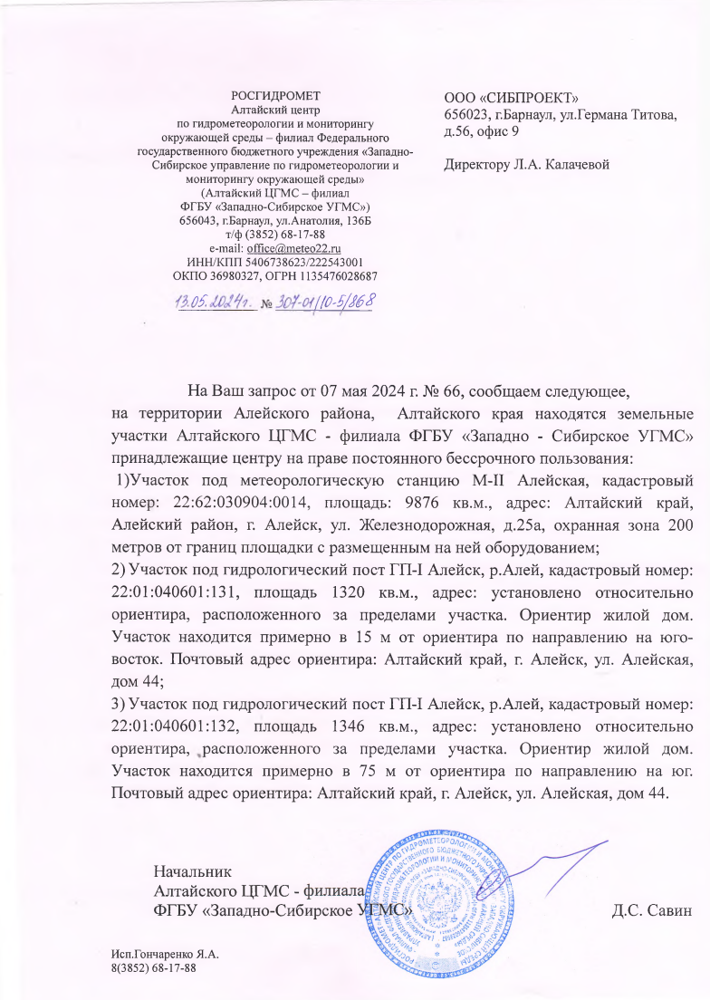 РОСГИДРОМЕТ
Алтайский центр
по гидрометеорологии и мониторингу
окружающей среды – филиал Федерального
государственного бюджетного учреждения «Западно-
Сибирское управление по гидрометеорологии и
мониторингу окружающей среды»
(Алтайский ЦГМС – филиал
ФГБУ «Западно-Сибирское УГМС»)
656043, г.Барнаул, ул.Анатолия, 136Б
т/ф (3852) 68-17-88
e-mail: office@meteo22.ru
ИНН/КПП 5406738623/222543001
ОКПО 36980327, ОГРН 1135476028687
13.05.2024г. № 307-01/10-5/868
ООО «СИБПРОЕКТ»
656023, г.Барнаул, ул.Германа Титова,
д.56, офис 9
Директору Л.А. Калачевой
На Ваш запрос от 07 мая 2024 г. № 66, сообщаем следующее,
на территории Алейского района, Алтайского края находятся земельные
участки Алтайского ЦГМС - филиала ФГБУ «Западно - Сибирское УГМС»
принадлежащие центру на праве постоянного бессрочного пользования:
1)Участок под метеорологическую станцию М-II Алейская, кадастровый
номер: 22:62:030904:0014, площадь: 9876 кв.м., адрес: Алтайский край,
Алейский район, г. Алейск, ул. Железнодорожная, д.25а, охранная зона 200
метров от границ площадки с размещенным на ней оборудованием;
2) Участок под гидрологический пост ГП-I Алейск, р.Алей, кадастровый номер:
22:01:040601:131, площадь 1320 кв.м., адрес: установлено относительно
ориентира, расположенного за пределами участка. Ориентир жилой дом.
Участок находится примерно в 15 м от ориентира по направлению на юго-
восток. Почтовый адрес ориентира: Алтайский край, г. Алейск, ул. Алейская,
дом 44;
3) Участок под гидрологический пост ГП-I Алейск, р.Алей, кадастровый номер:
22:01:040601:132, площадь 1346 кв.м., адрес: установлено относительно
ориентира, расположенного за пределами участка. Ориентир жилой дом.
Участок находится примерно в 75 м от ориентира по направлению на юг.
Почтовый адрес ориентира: Алтайский край, г. Алейск, ул. Алейская, дом 44.
Начальник
Алтайского ЦГМС - филиала
ФГБУ «Западно-Сибирское УГМС» Д.С. Савин
Исп.Гончаренко Я.А.
8(3852) 68-17-88